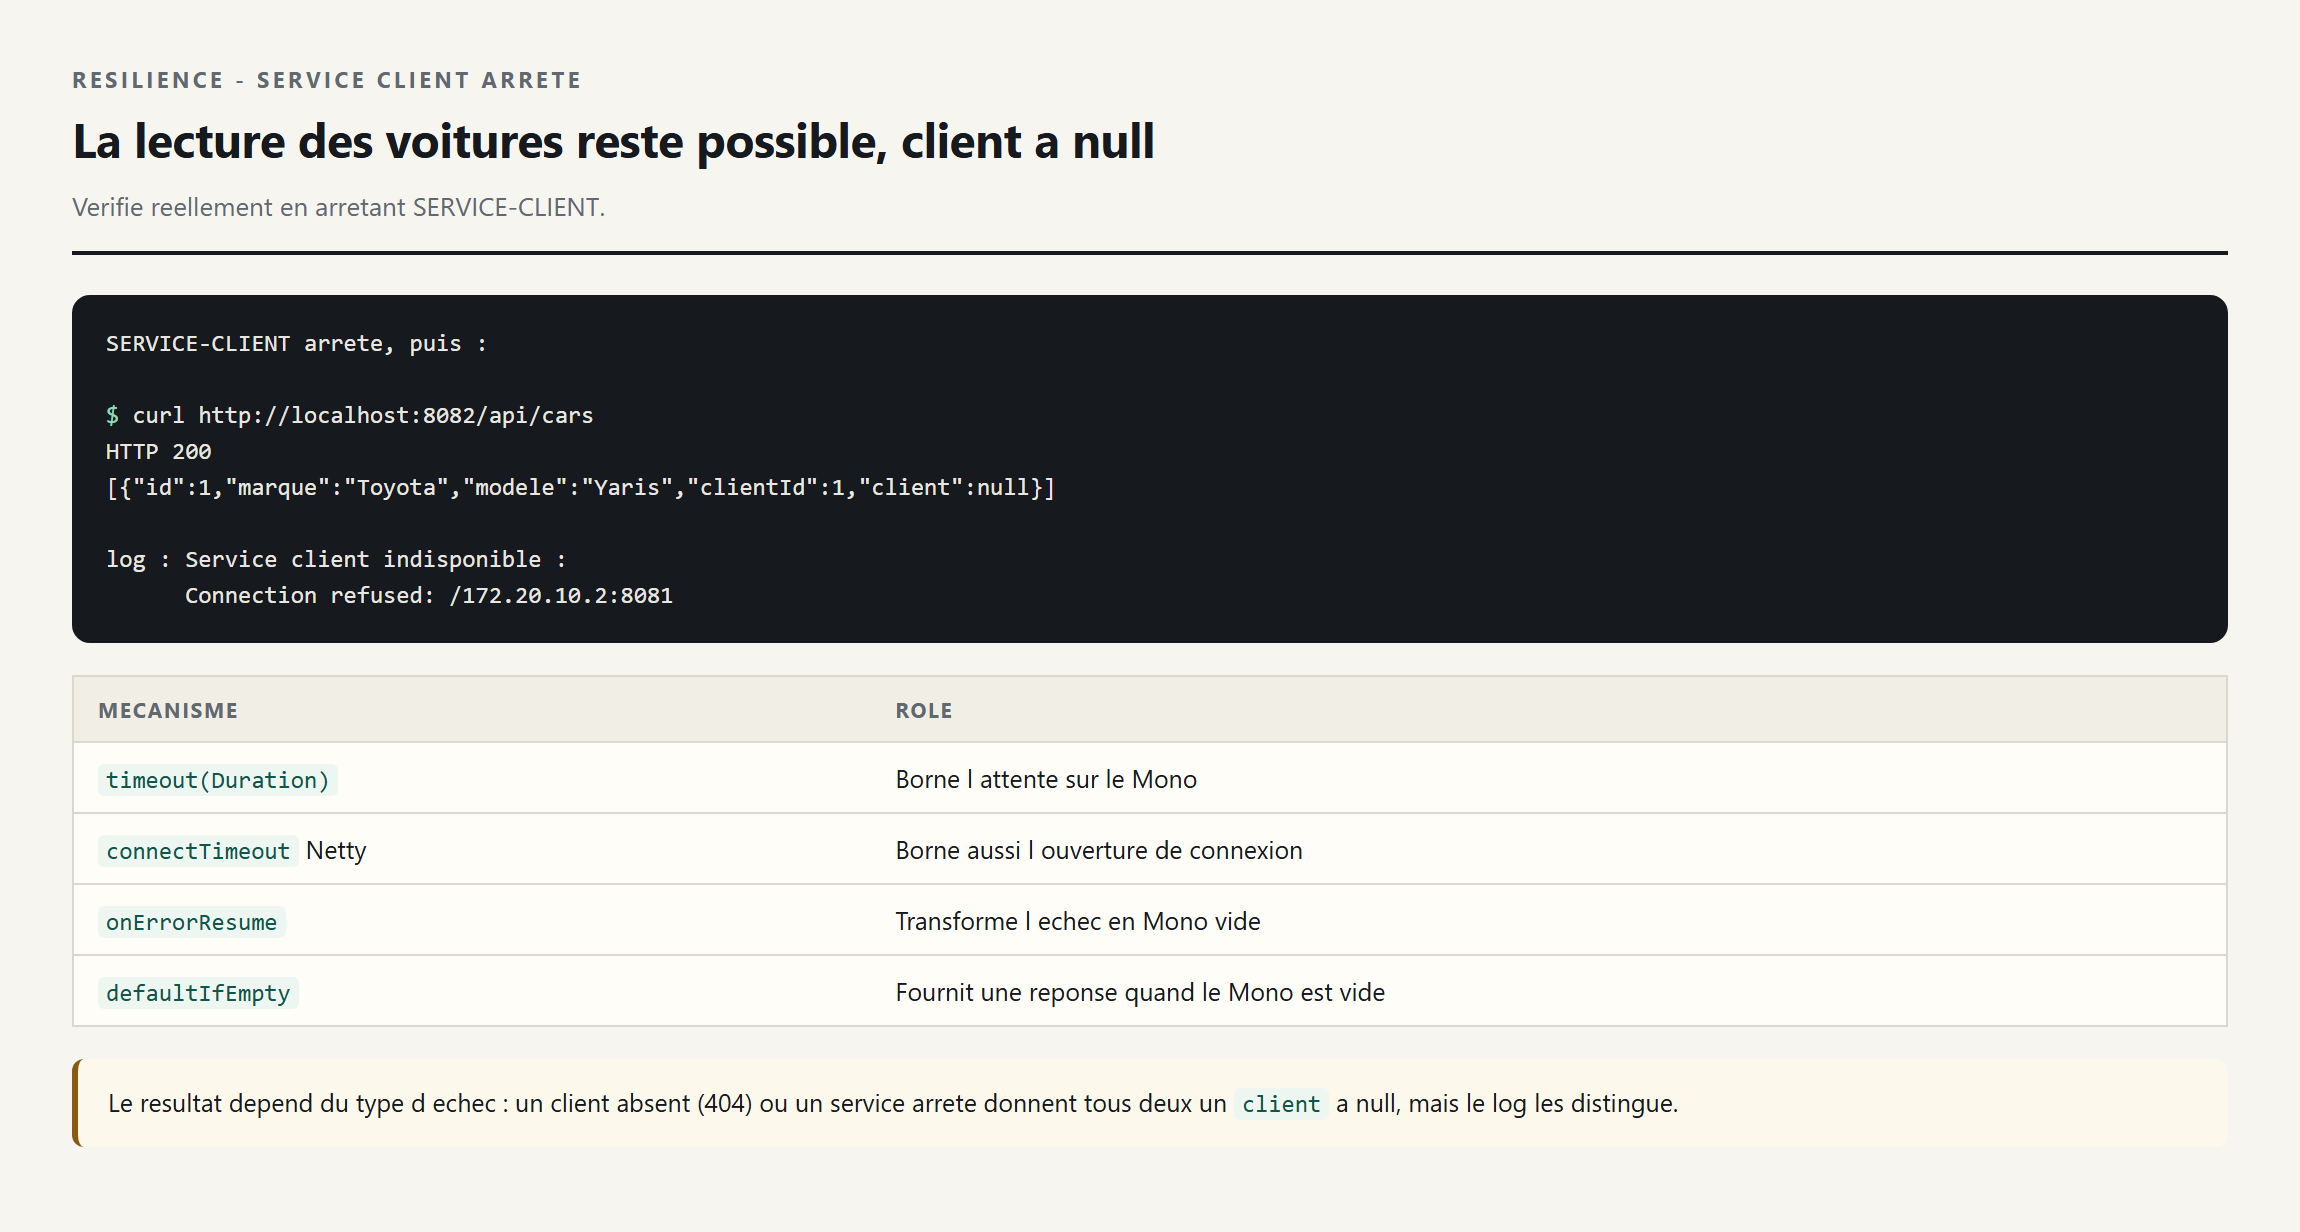 RESILIENCE - SERVICE CLIENT ARRETE
La lecture des voitures reste possible, client a null
Verifie reellement en arretant SERVICE-CLIENT.
SERVICE-CLIENT arrete, puis :
$ curl http://localhost:8082/api/cars
HTTP 200
[{"id":1,"marque":"Toyota","modele":"Yaris","clientId":1,"client":null}]
log : Service client indisponible :
Connection refused: /172.20.10.2:8081
MECANISME ROLE
timeout(Duration) Borne l attente sur le Mono
connectTimeout Netty Borne aussi l ouverture de connexion
onErrorResume Transforme l echec en Mono vide
defaultIfEmpty Fournit une reponse quand le Mono est vide
Le resultat depend du type d echec : un client absent (404) ou un service arrete donnent tous deux un client a null, mais le log les distingue.